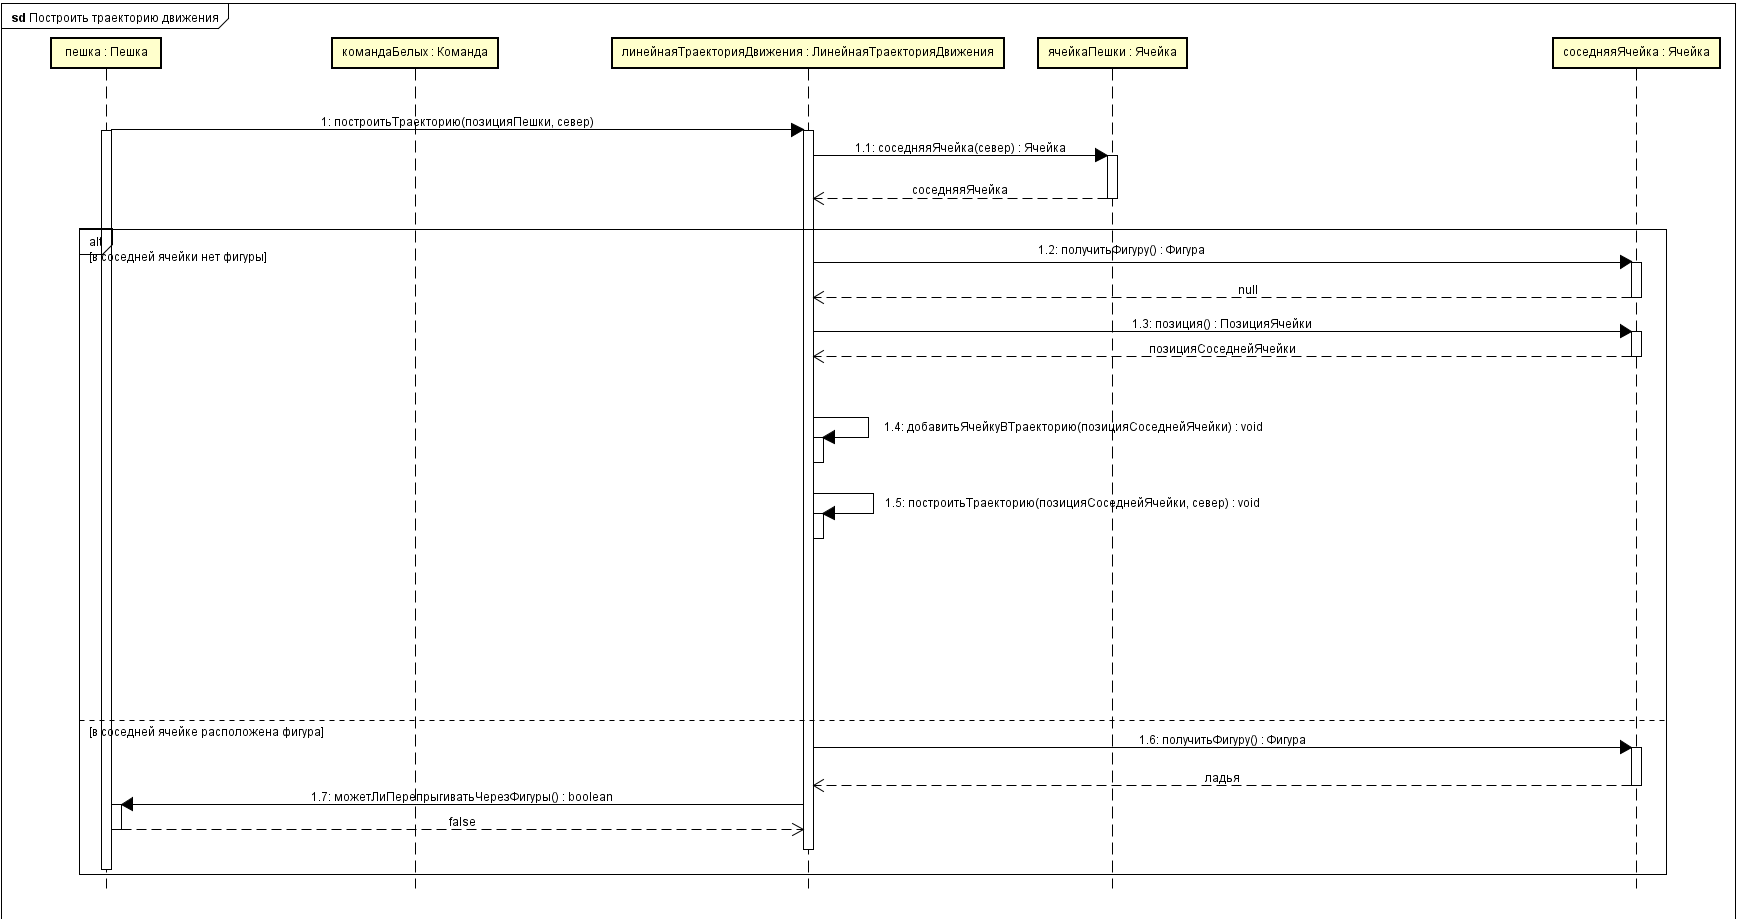 sd Построить траекторию движения
пешка : Пешка
командаБелых : Команда
линейнаяТраекторияДвижения : ЛинейнаяТраекторияДвижения
ячейкаПешки : Ячейка
соседняяЯчейка : Ячейка
1: построитьТраекторию(позицияПешки, север)
1.1: соседняяЯчейка(север) : Ячейка
соседняяЯчейка
alt
[в соседней ячейки нет фигуры]
1.2: получитьФигуру() : Фигура
null
1.3: позиция() : ПозицияЯчейки
позицияСоседнейЯчейки
1.4: добавитьЯчейкуВТраекторию(позицияСоседнейЯчейки) : void
1.5: построитьТраекторию(позицияСоседнейЯчейки, север) : void
[в соседней ячейке расположена фигура]
1.6: получитьФигуру() : Фигура
ладья
1.7: можетЛиПерепрыгиватьЧерезФигуры() : boolean
false